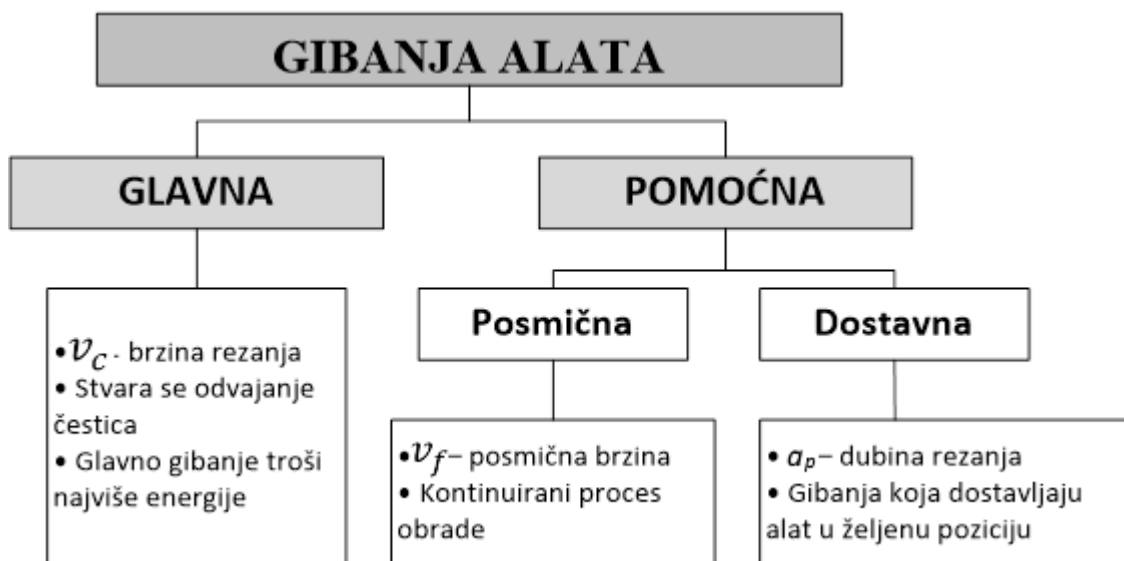 GIBANJA ALATA
GLAVNA
POMOĆNA
•𝑣c - brzina rezanja
• Stvara se odvajanje
čestica
• Glavno gibanje troši
najviše energije
Posmična
•𝑣f – posmična brzina
• Kontinuirani proces
obrade
Dostavna
• ap – dubina rezanja
• Gibanja koja dostavljaju
alat u željenu poziciju